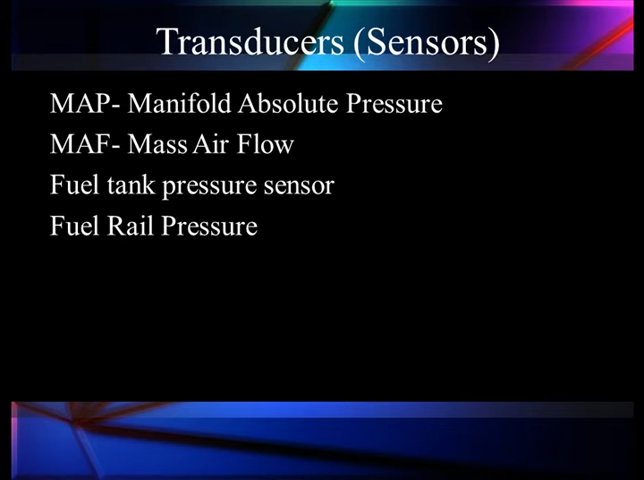 Transducers (Sensors)
MAP- Manifold Absolute Pressure
MAF- Mass Air Flow
Fuel tank pressure sensor
Fuel Rail Pressure